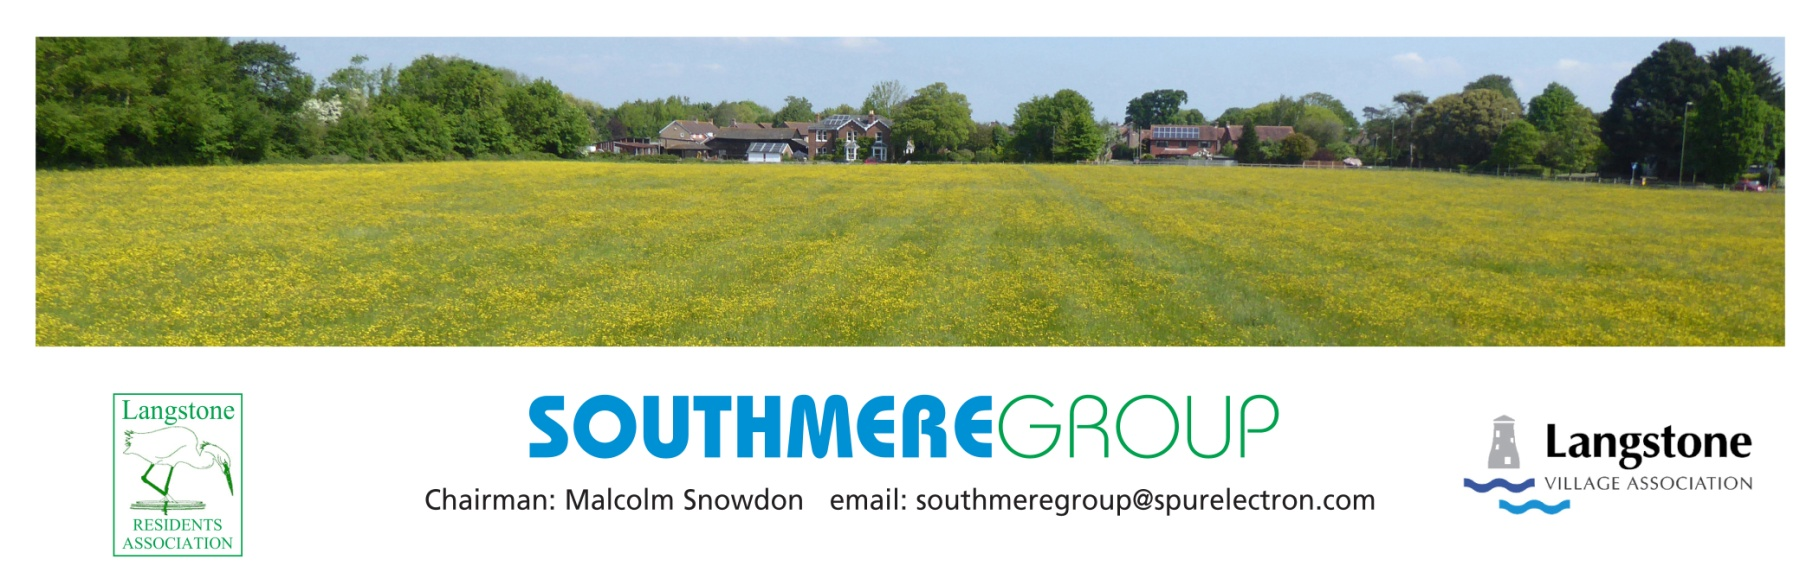 Langstone
RESIDENTS
ASSOCIATION
SOUTHMEREGROUP
Chairman: Malcolm Snowdon   email: southmeregroup@spurelectron.com
Langstone
VILLAGE ASSOCIATION